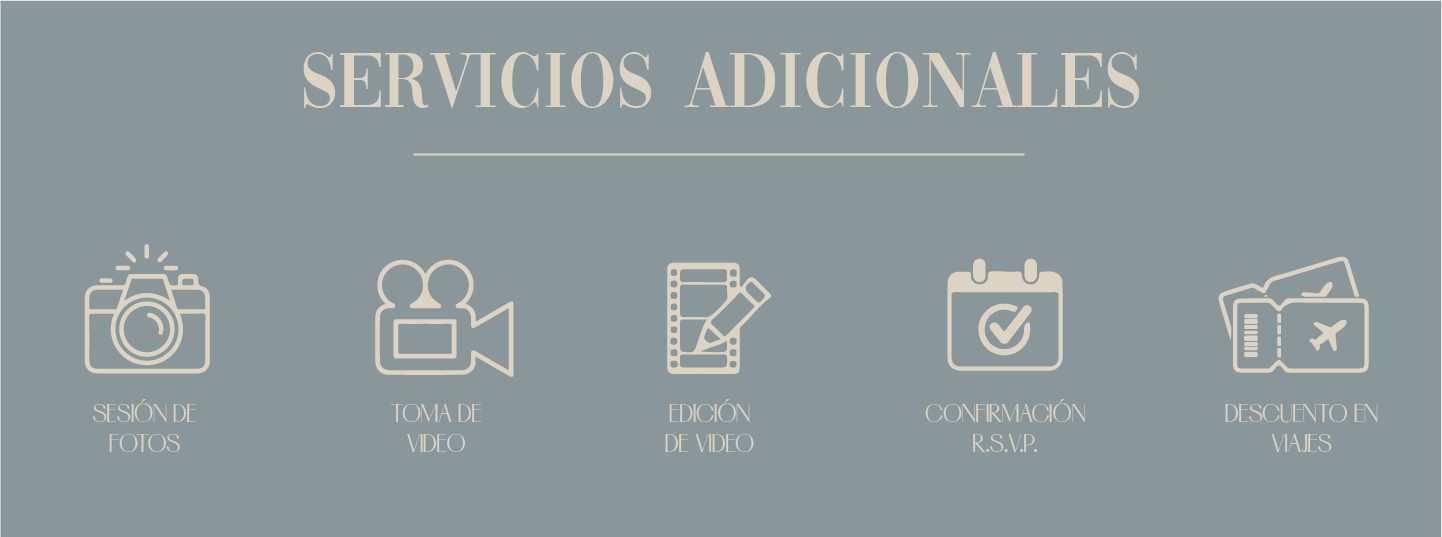 SERVICIOS ADICIONALES
SESIÓN DE
FOTOS
TOMA DE
VIDEO
EDICIÓN
DE VIDEO
CONFIRMACIÓN
R.S.V.P.
DESCUENTO EN
VIAJES